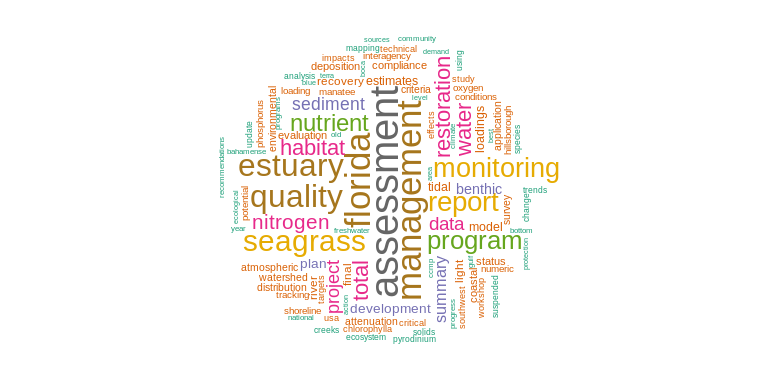 sources
community
mapping
technical
demand
impacts
interagency
using
deposition
boca
compliance
analysis
terra
blue
recovery
estimates
restoration
study
loading
manatee
assessment
criteria
oxygen
level
conditions
programs
environmental
sediment
management
water
phosphorus
nutrient
florida
effects
loadings
application
update
evaluation
old
climate
best
hillsborough
species
bahamense
habitat
recommendations
estuary
monitoring
area
potential
quality
tidal
benthic
trends
ecological
report
survey
change
nitrogen
data
model
year
freshwater
bottom
seagrass
program
protection
atmospheric
plan
project
final
total
summary
ccmp
light
gulf
status
watershed
river
coastal
numeric
distribution
targets
workshop
suspended
tracking
action
development
southwest
progress
shoreline
national
usa
attenuation
critical
creeks
chlorophylla
solids
ecosystem
pyrodinium